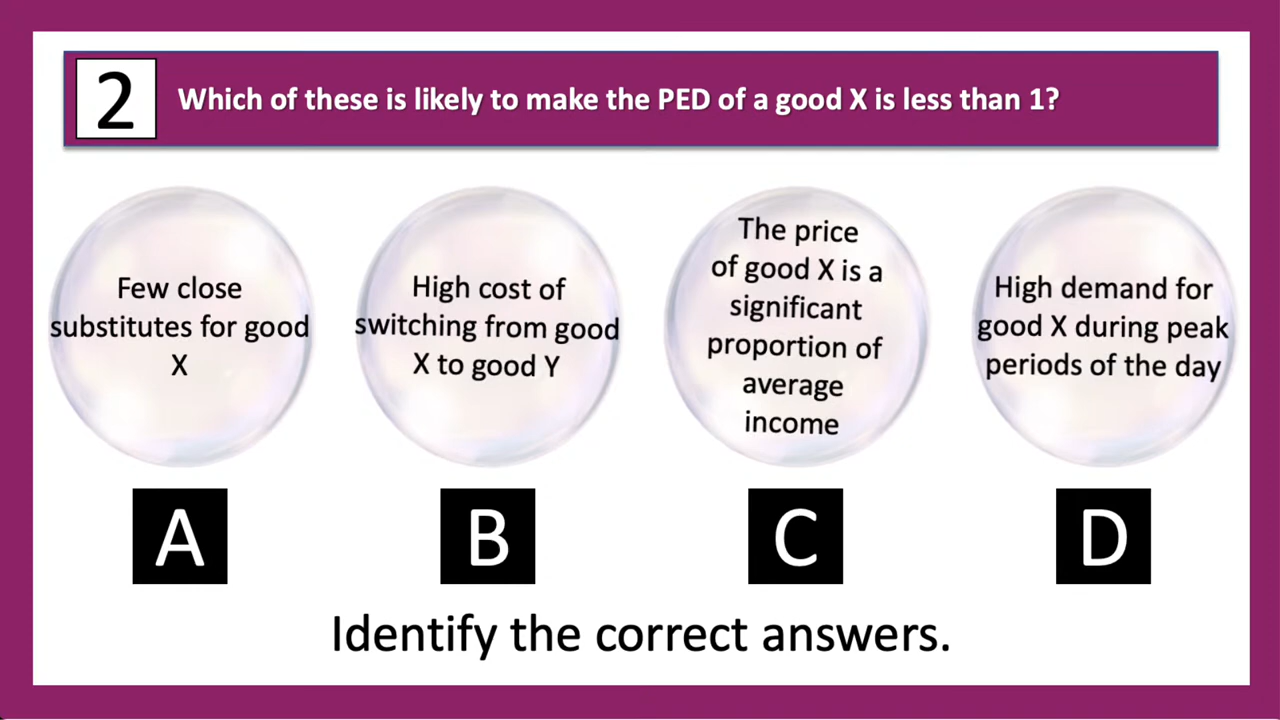 2
Which of these is likely to make the PED of a good X is less than 1?
Few close
substitutes for good
X
High cost of
switching from good
X to good Y
The price
of good X is a
significant
proportion of
average
income
High demand for
good X during peak
periods of the day
A
B
C
D
Identify the correct answers.